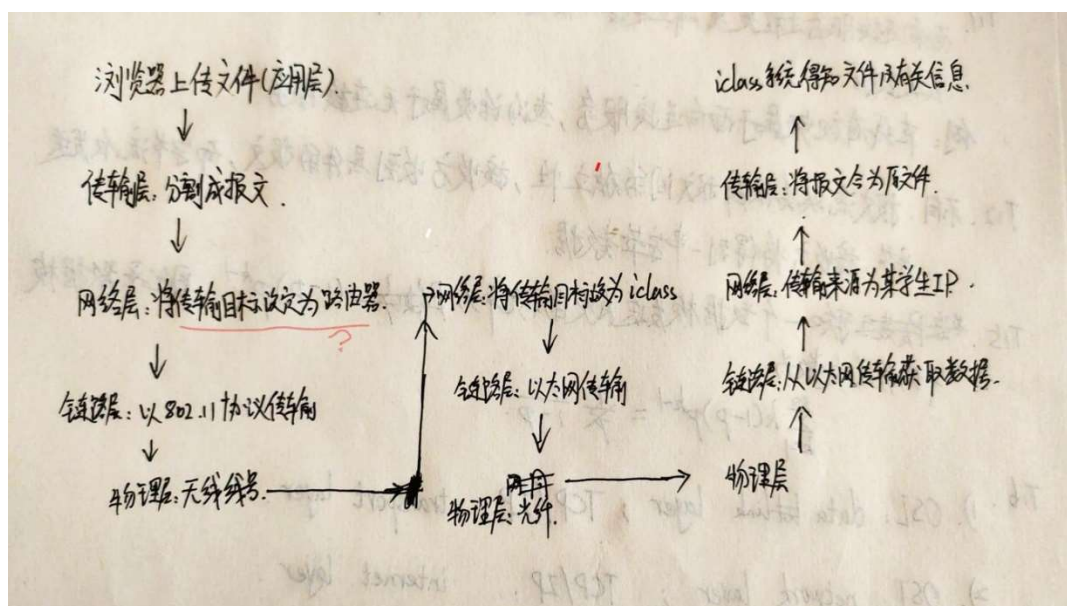 浏览器上传文件(应用层).
传输层: 分割成报文.
网络层: 将传输目标设定为路由器.
?
链路层: 以802.11协议传输
物理层: 无线线号.
网络层: 将传输目标设为iclass
链路层: 以太网传输
物理层: 光纤.
iclass系统得知文件及有关信息.
传输层: 将报文合为原文件.
网络层: 传输来源为某学生IP.
链路层: 从以太网传输获取数据.
物理层